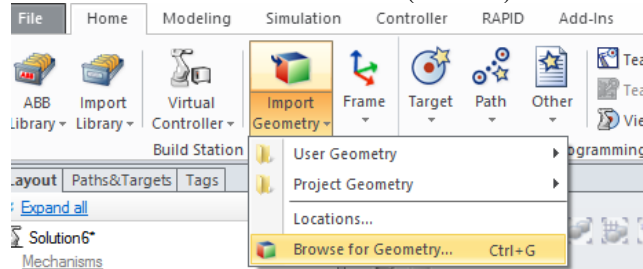 File Home Modeling Simulation Controller RAPID Add-Ins
ABB Library
Import Library
Virtual Controller
Import Geometry
Frame
Target
Path
Other
Build Station
User Geometry
Project Geometry
Locations...
Browse for Geometry... Ctrl+G
Layout Paths&Targets Tags
Expand all
Solution6*
Mechanisms